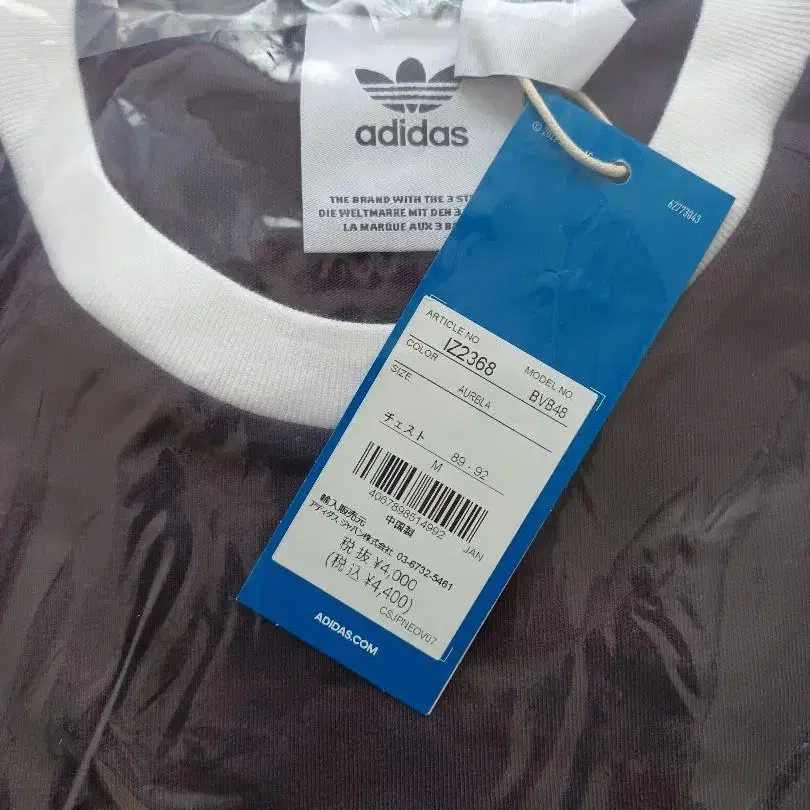 adidas
THE BRAND WITH THE 3
DIE WELTMARKE MIT DEN 3
LA MARQUE AUX 3
62773043
ARTICLE NO.
IZ2368
MODEL NO
BVB48
COLOR
AURBLA
SIZE
チェスト 89 - 92
M
4067898514992
JAN
輸入販売元 中国製
アディダス ジャパン株式会社 03-6732-5461
税抜 ¥4,000
(税込 ¥4,400)
CSJPNEOV07
ADIDAS.COM